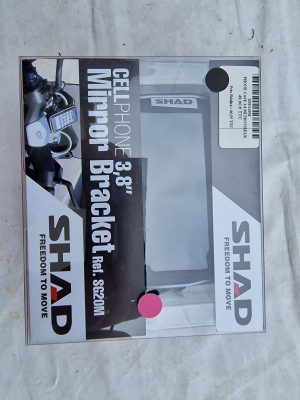 CELLPHONE 3,8"
Mirror Bracket Ref. SG20M
SHAD
FREEDOM TO MOVE
SHAD
SHAD
FREEDOM TO MOVE